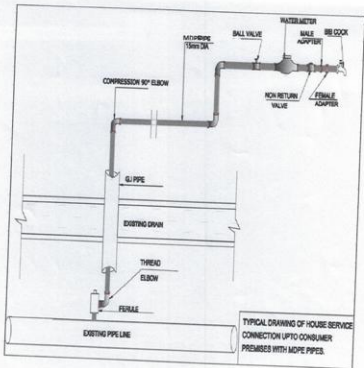 WATER METER
BALL VALVE
MALE
ADAPTER
BIB COCK
MDPE PIPE
15mm DIA
COMPRESSION 90° ELBOW
NON RETURN
VALVE
FEMALE
ADAPTER
G.I PIPE
EXISTING DRAIN
THREAD
ELBOW
FERULE
EXISTING PIPE LINE
TYPICAL DRAWING OF HOUSE SERVICE
CONNECTION UPTO CONSUMER
PREMISES WITH MDPE PIPES.